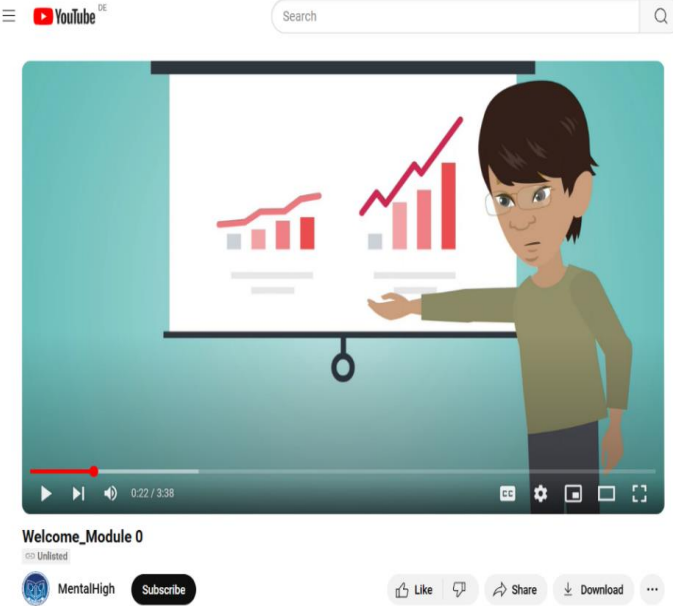 YouTube DE
Search
0:22 / 3:38
CC
Welcome_Module 0
Unlisted
MentalHigh
Subscribe
Like
Share
Download